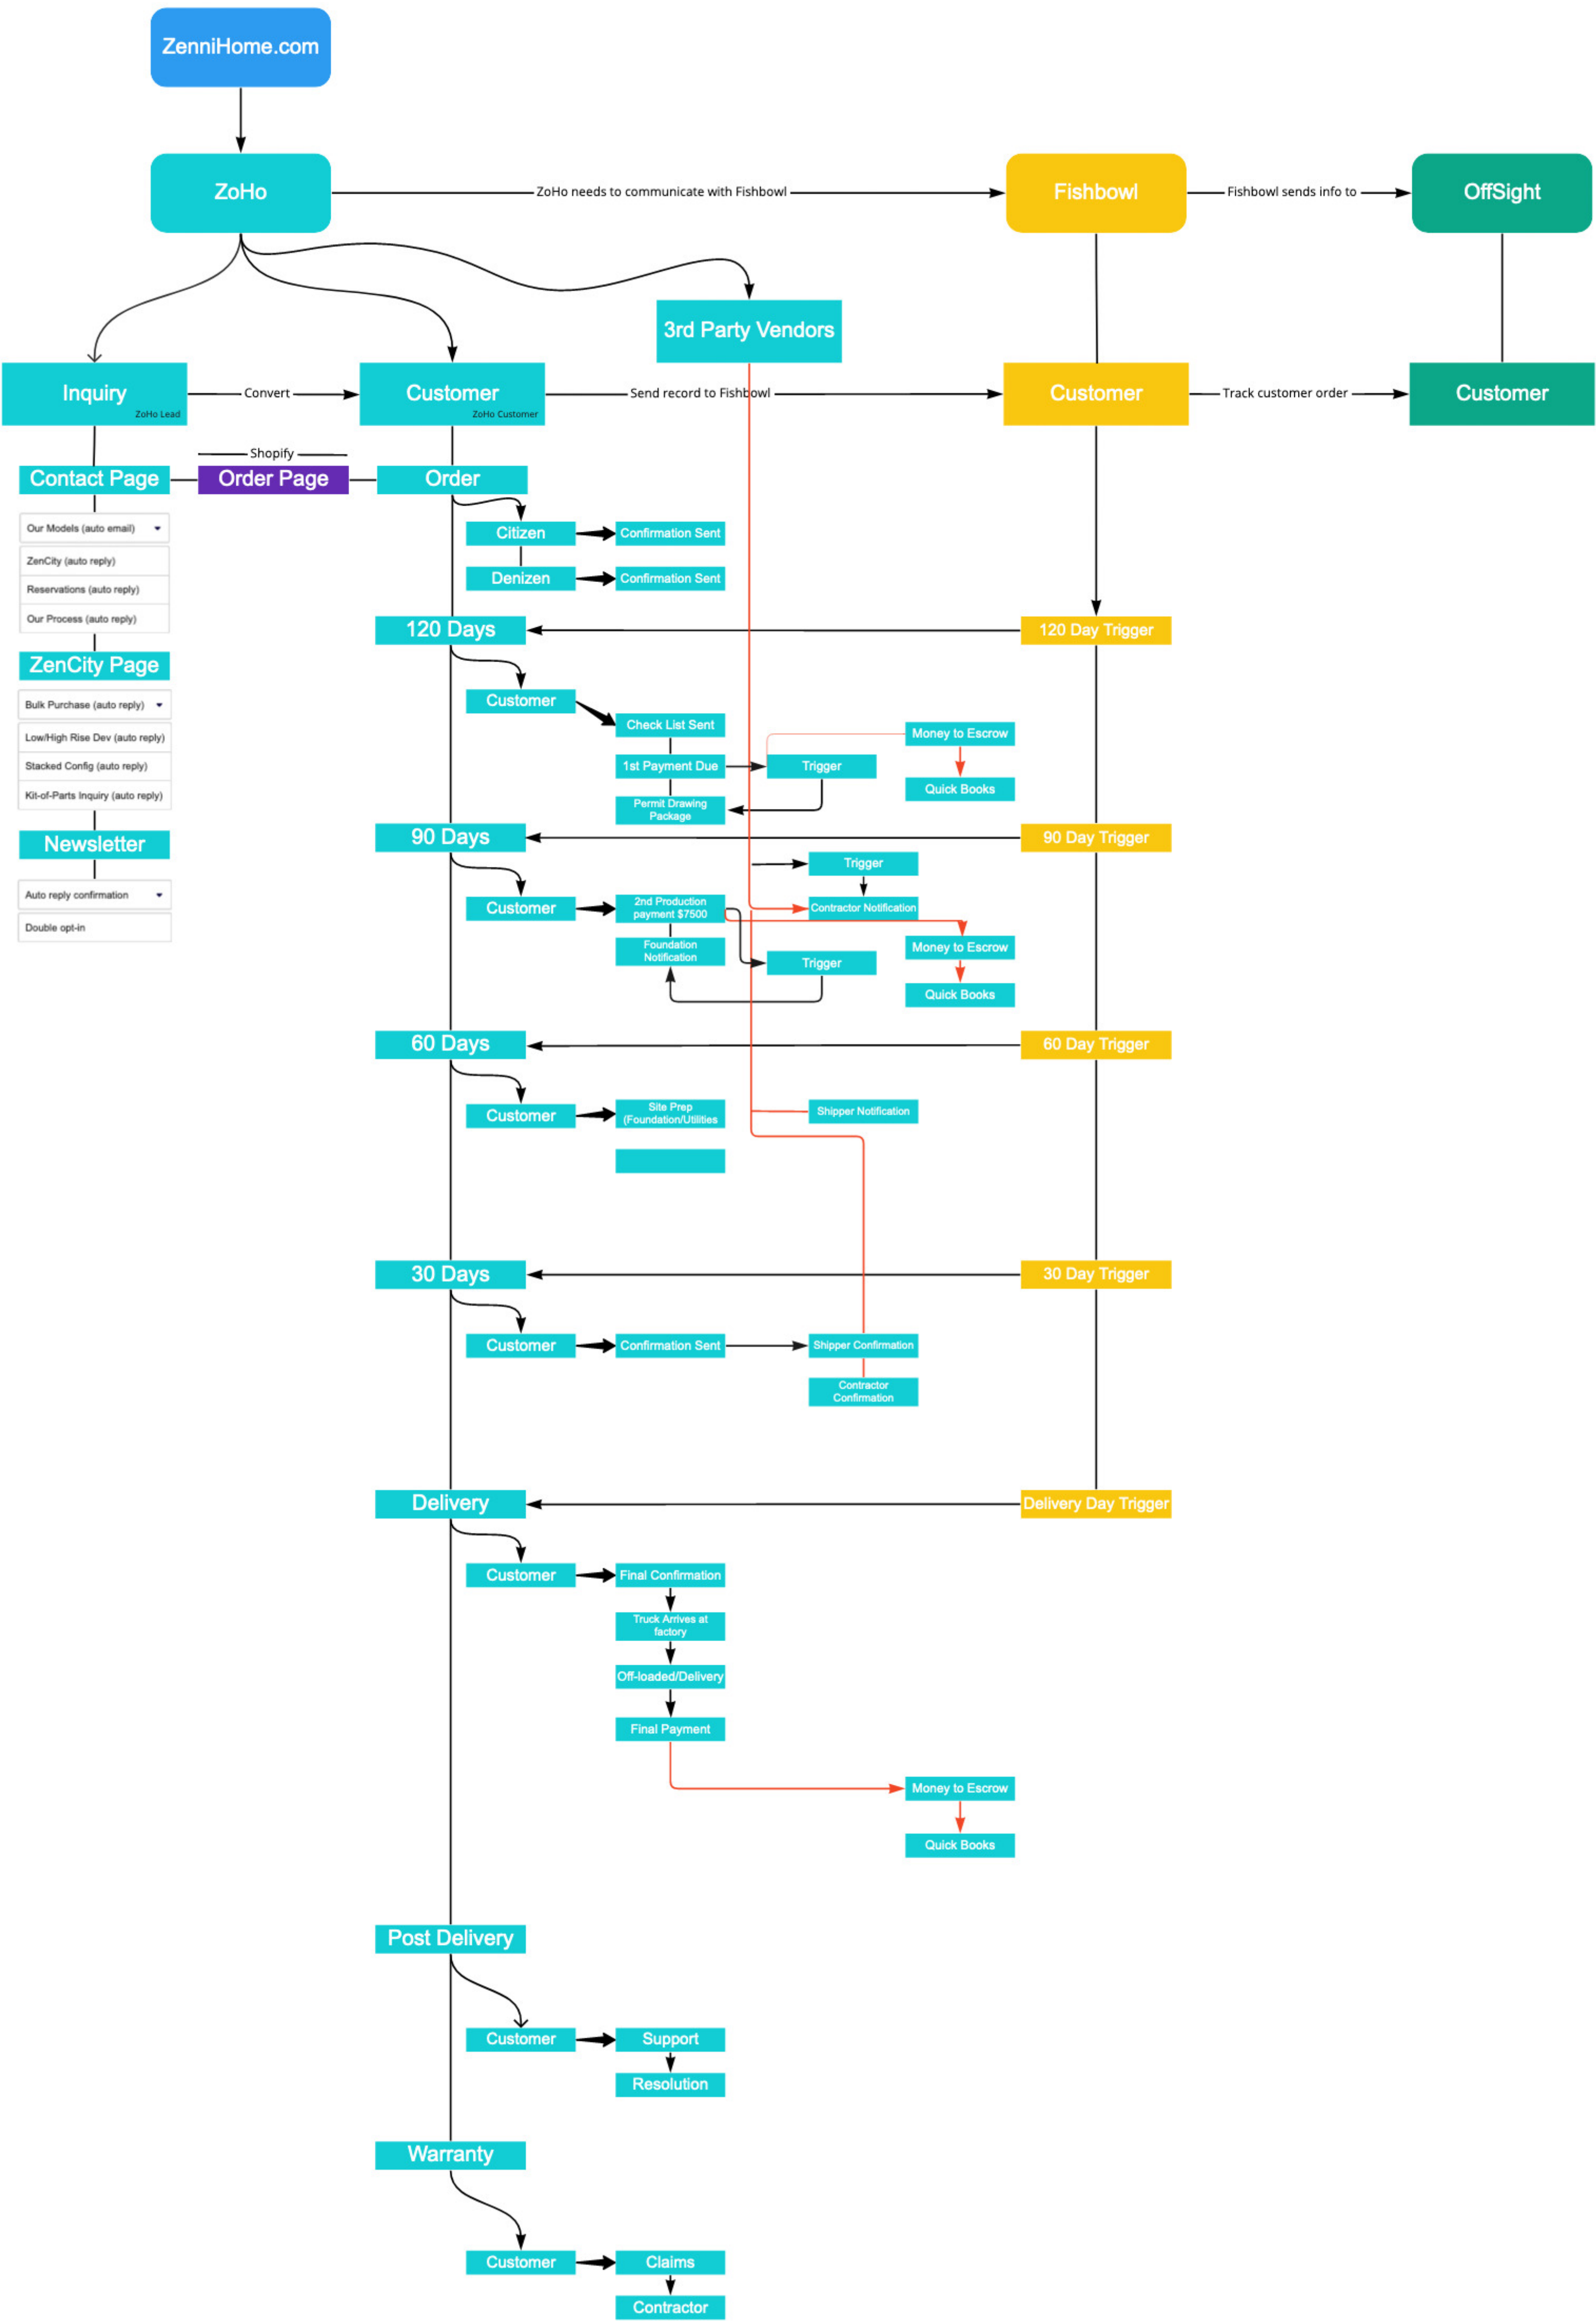 ZenniHome.com
ZoHo
ZoHo needs to communicate with Fishbowl
Fishbowl
Fishbowl sends info to
OffSight
3rd Party Vendors
Inquiry
ZoHo Lead
Convert
Customer
ZoHo Customer
Send record to Fishbowl
Customer
Track customer order
Customer
Contact Page
Shopify
Order Page
Order
Our Models (auto email)
ZenCity (auto reply)
Reservations (auto reply)
Our Process (auto reply)
ZenCity Page
Bulk Purchase (auto reply)
Low/High Rise Dev (auto reply)
Stacked Config (auto reply)
Kit-of-Parts Inquiry (auto reply)
Newsletter
Auto reply confirmation
Double opt-in
Citizen
Confirmation Sent
Denizen
Confirmation Sent
120 Days
120 Day Trigger
Customer
Check List Sent
1st Payment Due
Trigger
Money to Escrow
Quick Books
Permit Drawing
Package
90 Days
90 Day Trigger
Trigger
Customer
2nd Production
payment $7500
Contractor Notification
Foundation
Notification
Trigger
Money to Escrow
Quick Books
60 Days
60 Day Trigger
Customer
Site Prep
(Foundation/Utilities
Shipper Notification
30 Days
30 Day Trigger
Customer
Confirmation Sent
Shipper Confirmation
Contractor
Confirmation
Delivery
Delivery Day Trigger
Customer
Final Confirmation
Truck Arrives at
factory
Off-loaded/Delivery
Final Payment
Money to Escrow
Quick Books
Post Delivery
Customer
Support
Resolution
Warranty
Customer
Claims
Contractor